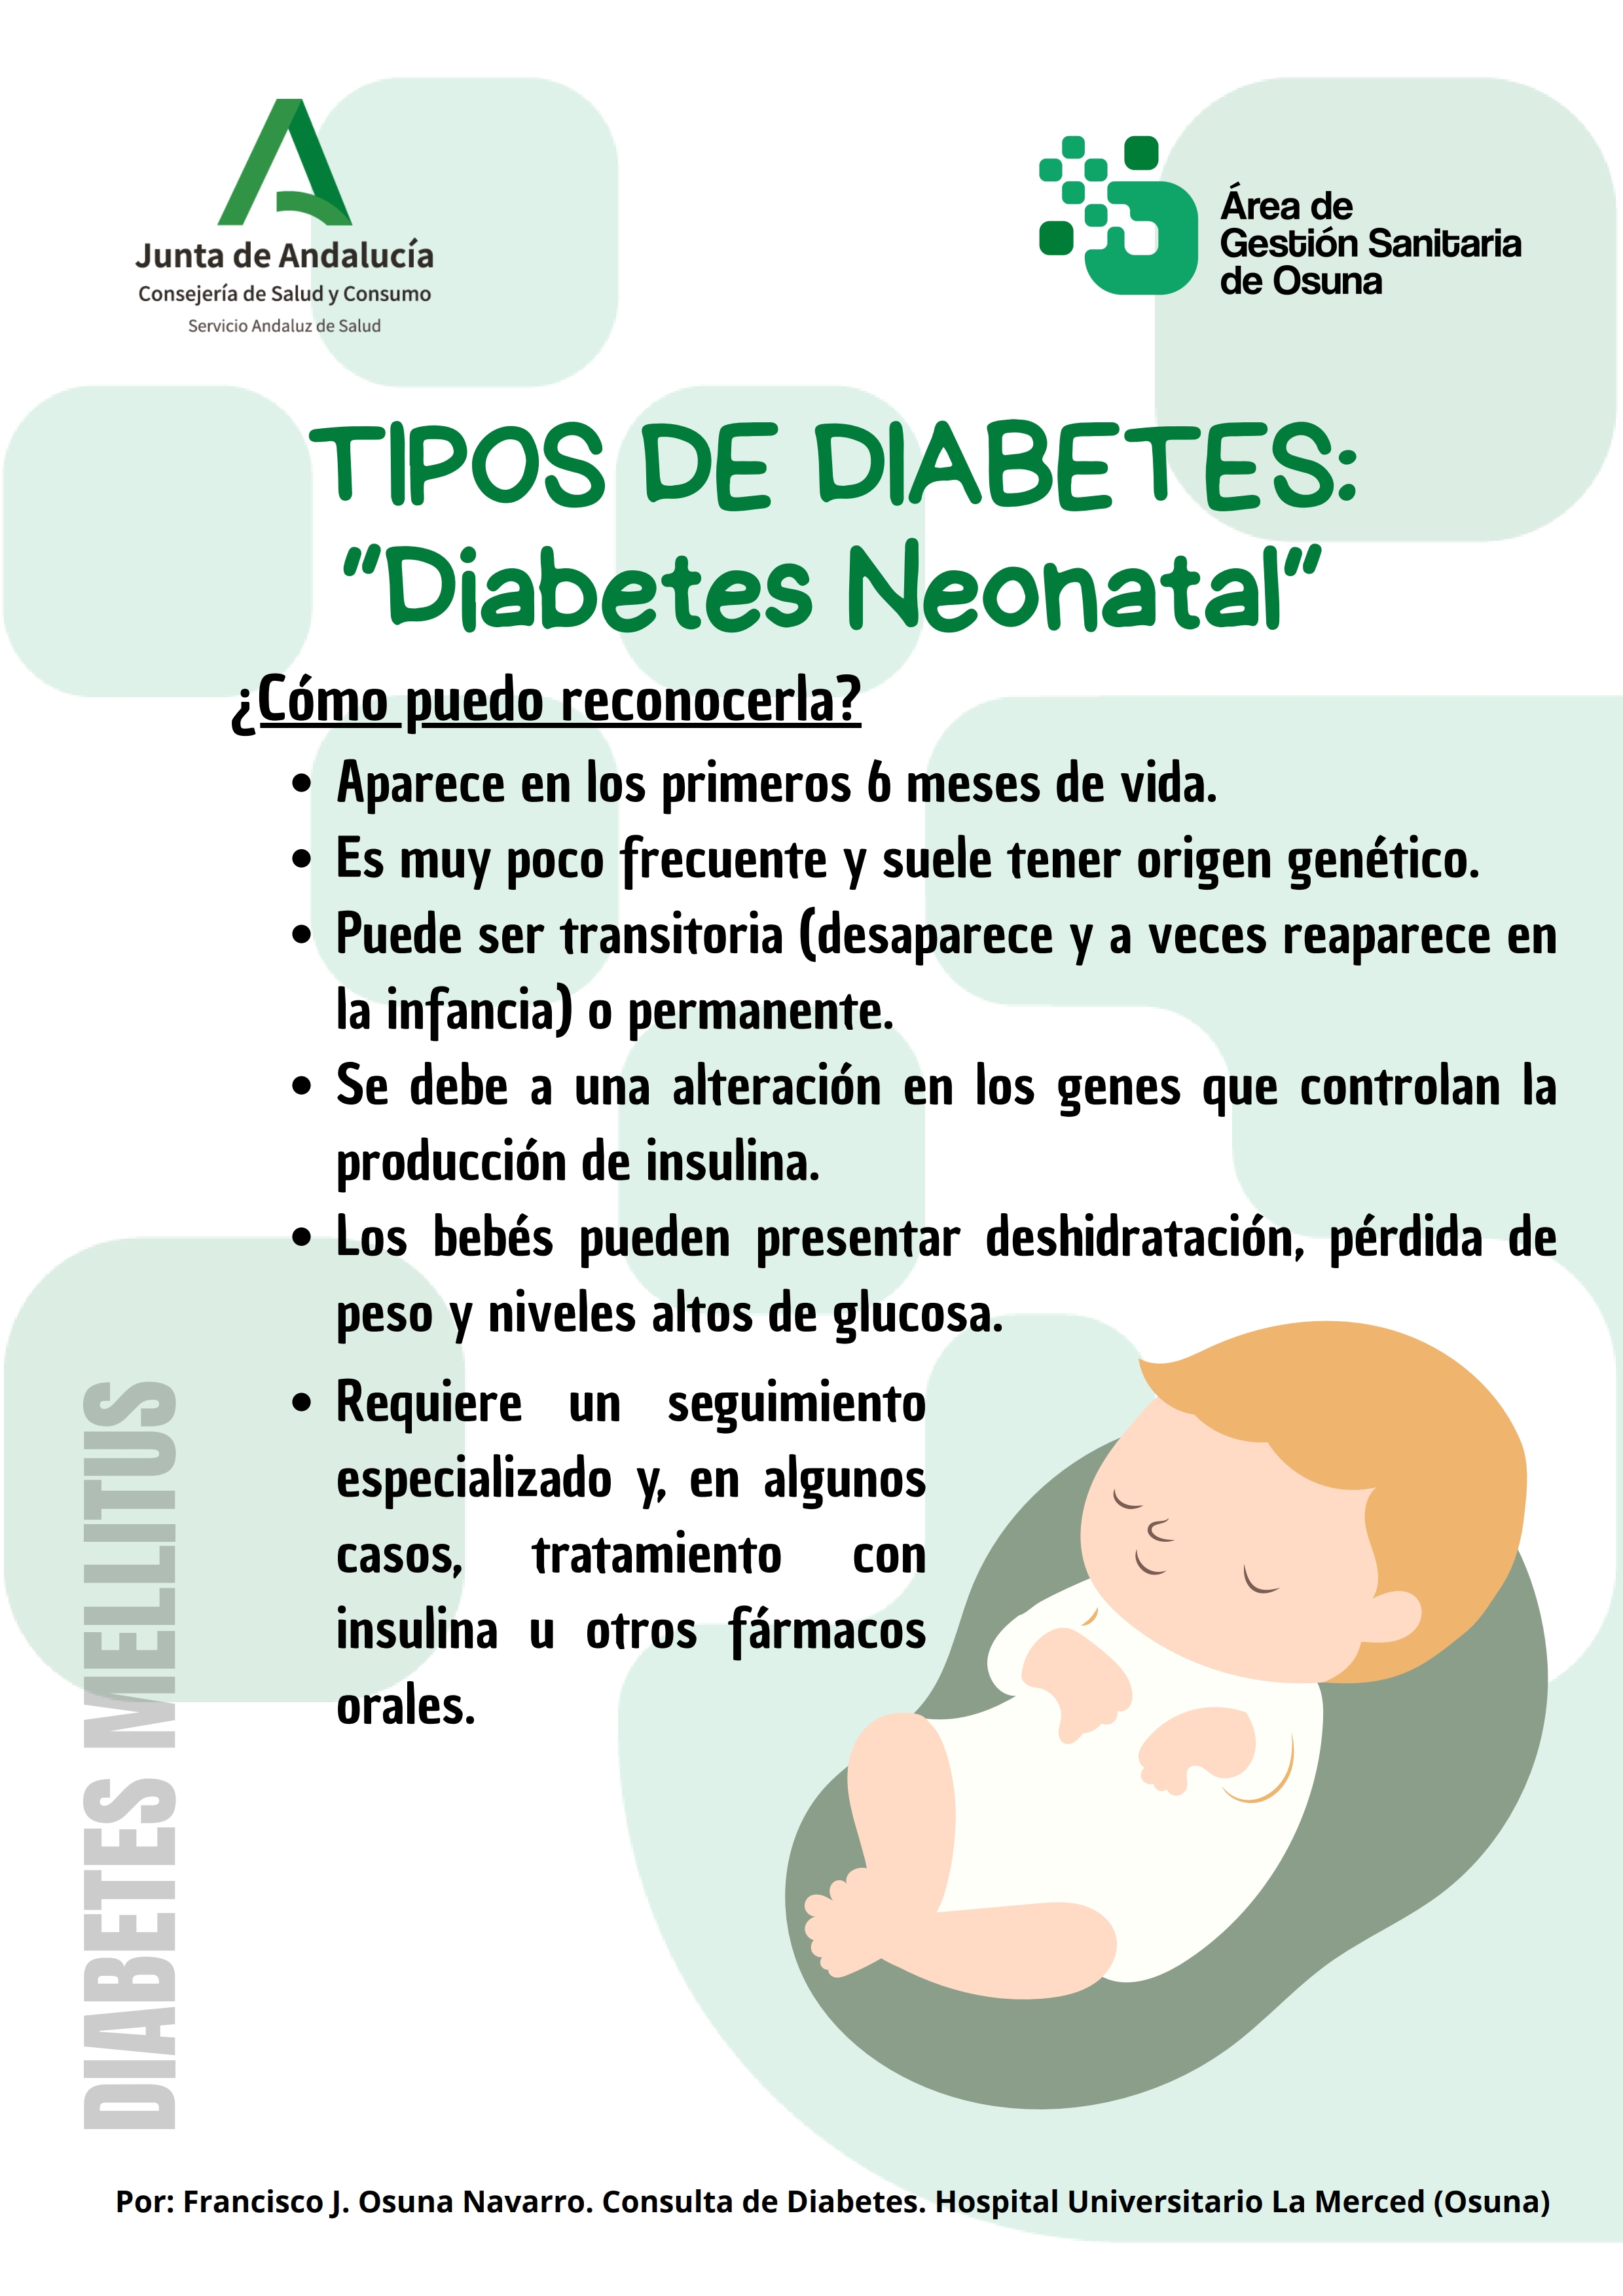 Junta de Andalucía
Consejería de Salud y Consumo
Servicio Andaluz de Salud
Área de
Gestión Sanitaria
de Osuna
TIPOS DE DIABETES:
"Diabetes Neonatal"
¿Cómo puedo reconocerla?
• Aparece en los primeros 6 meses de vida.
• Es muy poco frecuente y suele tener origen genético.
• Puede ser transitoria (desaparece y a veces reaparece en
la infancia) o permanente.
• Se debe a una alteración en los genes que controlan la
producción de insulina.
• Los bebés pueden presentar deshidratación, pérdida de
peso y niveles altos de glucosa.
• Requiere un seguimiento
especializado y, en algunos
casos, tratamiento con
insulina u otros fármacos
orales.
DIABETES MELLITUS
Por: Francisco J. Osuna Navarro. Consulta de Diabetes. Hospital Universitario La Merced (Osuna)